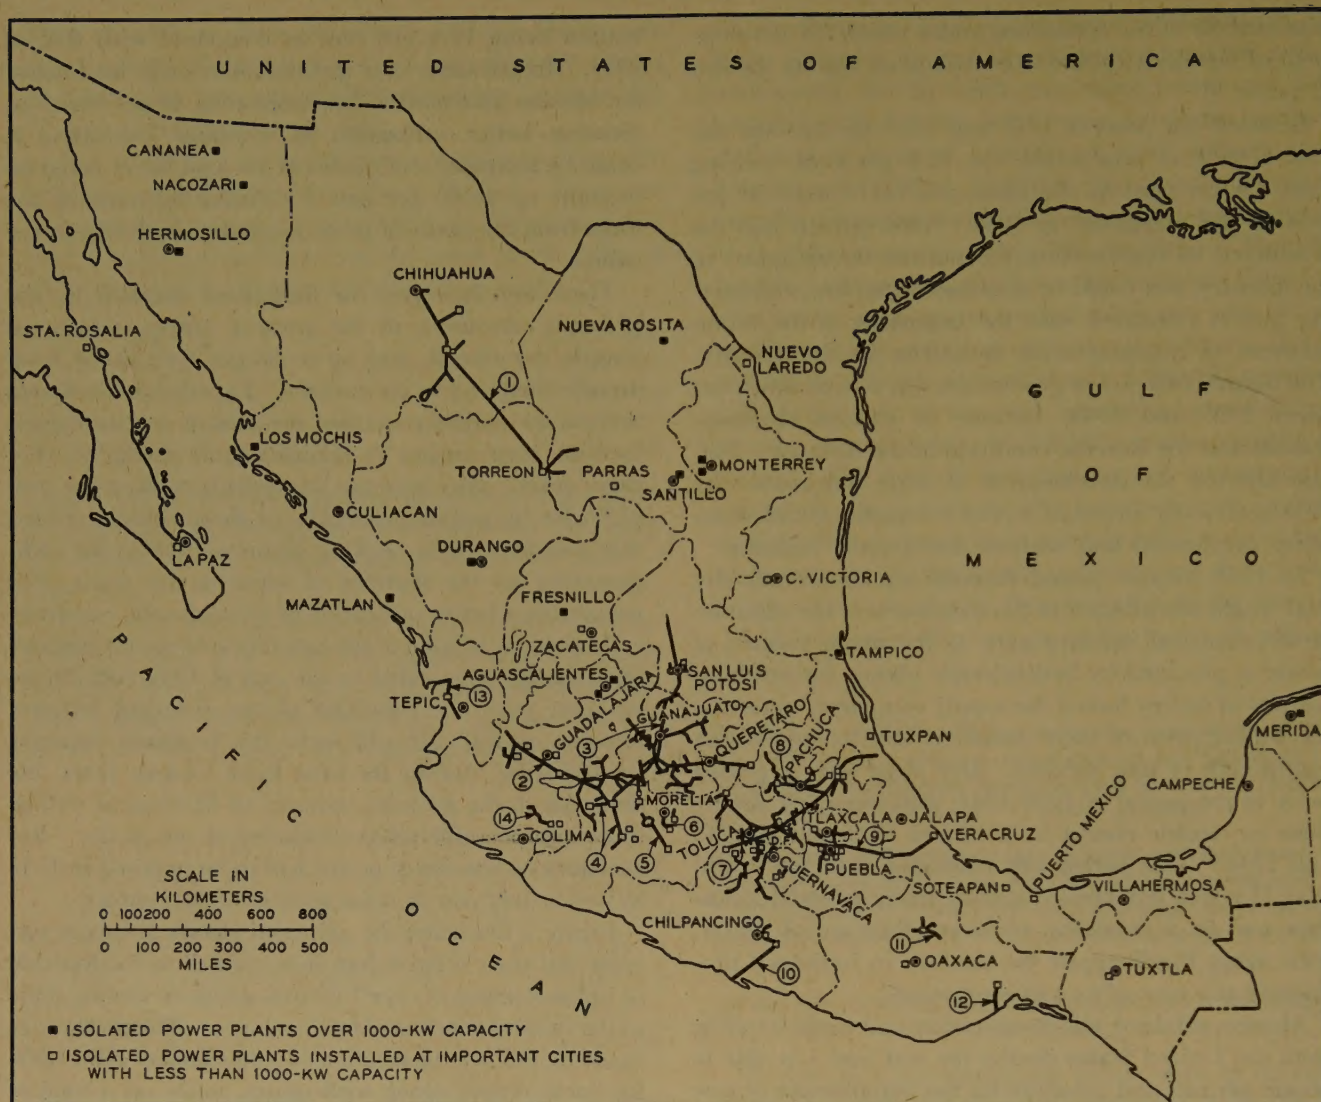 UNITED STATES OF AMERICA
CANANEA
NACOZARI
HERMOSILLO
CHIHUAHUA
STA. ROSALIA
NUEVA ROSITA
NUEVO
LAREDO
GULF
OF
MEXICO
1
LOS MOCHIS
TORREON
PARRAS
MONTERREY
SANTILLO
CULIACAN
LA PAZ
DURANGO
C. VICTORIA
MAZATLAN
FRESNILLO
ZACATECAS
TAMPICO
AGUASCALIENTES
SAN LUIS
POTOSI
TEPIC
13
GUADALAJARA
GUANAJUATO
QUERETARO
PACHUCA
TUXPAN
MERIDA
2
3
8
CAMPECHE
MORELIA
TLAXCALA
JALAPA
14
COLIMA
4
5
6
TOLUCA
D.F.
7
9
VERACRUZ
PUEBLA
CUERNAVACA
PUERTO MEXICO
SOTEAPAN
VILLAHERMOSA
CHILPANCINGO
10
11
OAXACA
TUXTLA
12
PACIFIC
OCEAN
SCALE IN
KILOMETERS
0 100 200 400 600 800
0 100 200 300 400 500
MILES
ISOLATED POWER PLANTS OVER 1000-KW CAPACITY
ISOLATED POWER PLANTS INSTALLED AT IMPORTANT CITIES
WITH LESS THAN 1000-KW CAPACITY